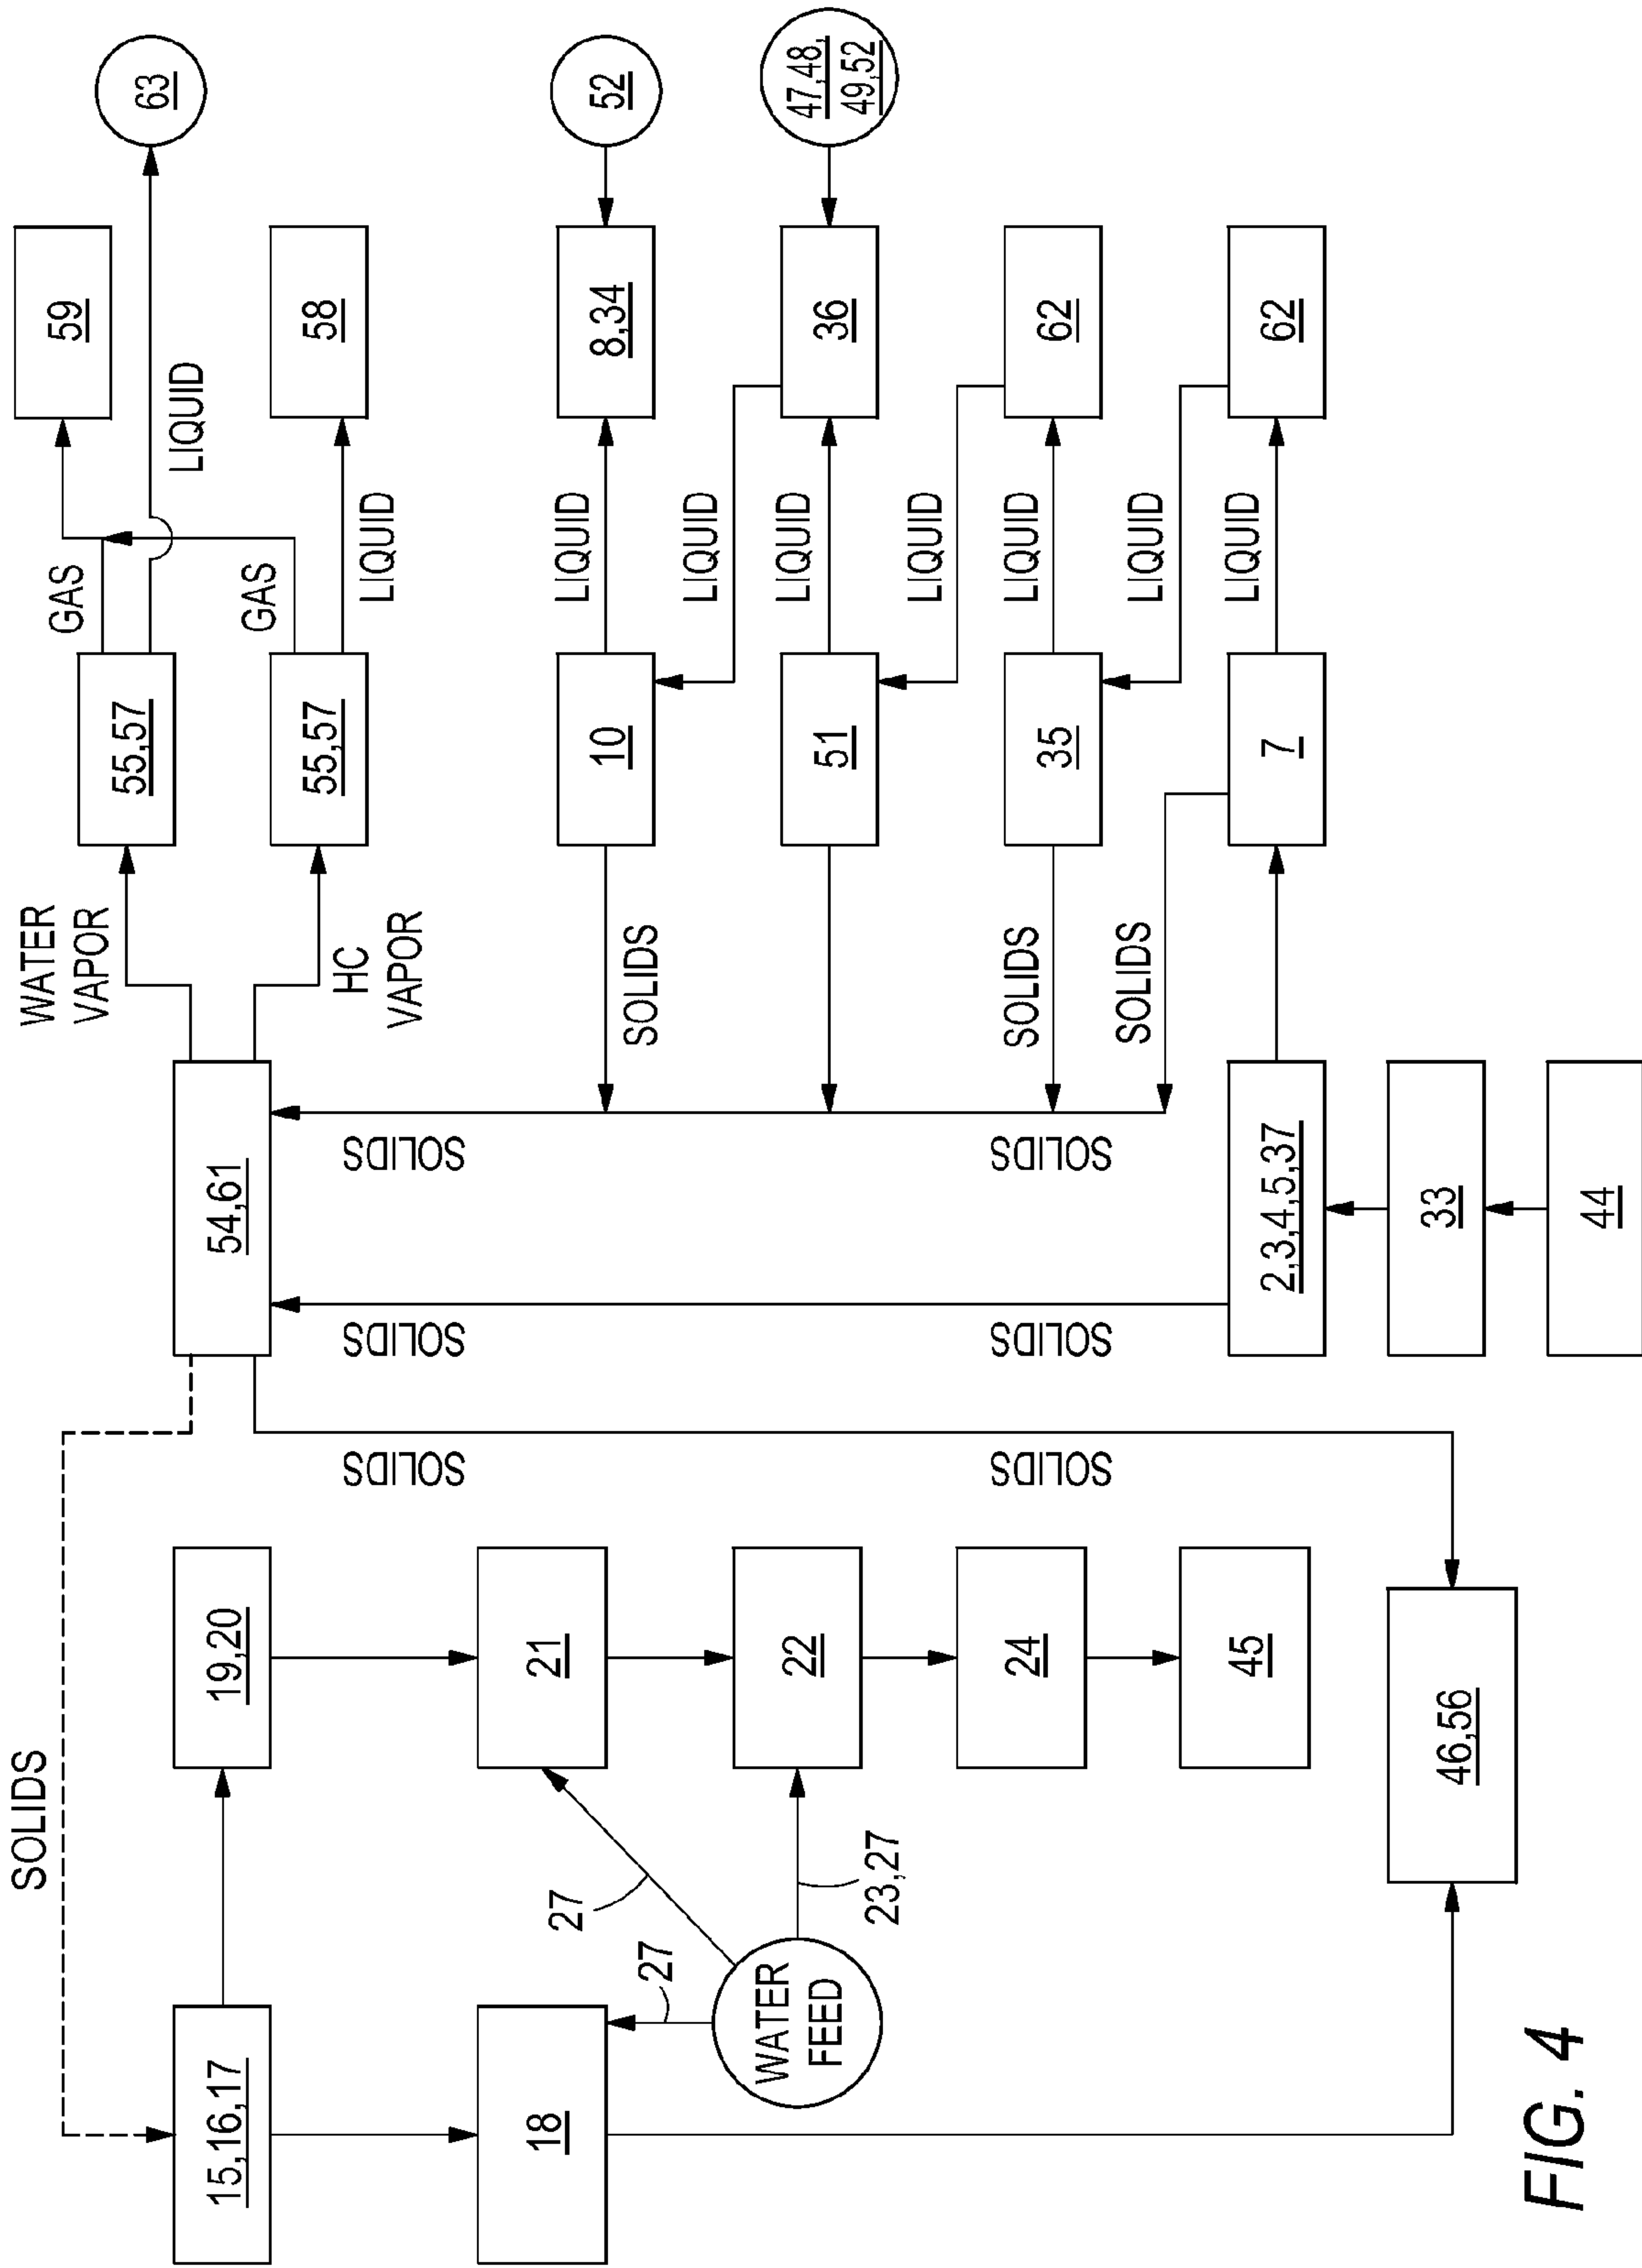 SOLIDS
15,16,17
19,20
54,61
WATER
VAPOR
HC
VAPOR
55,57
55,57
GAS
GAS
LIQUID
LIQUID
59
58
63
SOLIDS
SOLIDS
SOLIDS
18
27
27
21
WATER
FEED
23,27
22
24
45
SOLIDS
10
LIQUID
8,34
52
LIQUID
51
LIQUID
36
47,48,
49,52
LIQUID
SOLIDS
35
LIQUID
62
LIQUID
SOLIDS
SOLIDS
SOLIDS
SOLIDS
7
LIQUID
62
2,3,4,5,37
46,56
33
44
FIG. 4